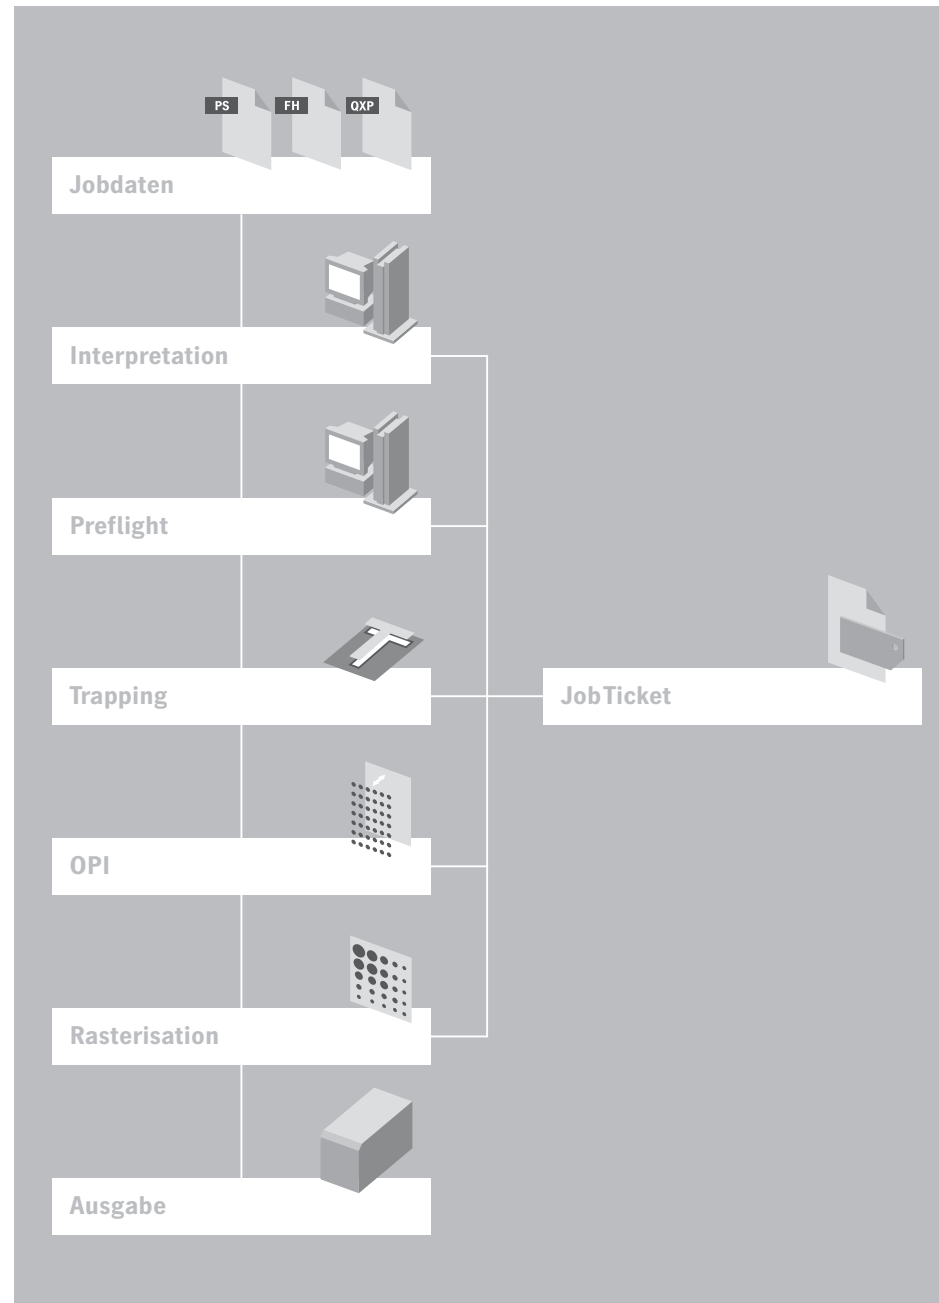 PS
FH
QXP
Jobdaten
Interpretation
Preflight
Trapping
JobTicket
OPI
Rasterisation
Ausgabe